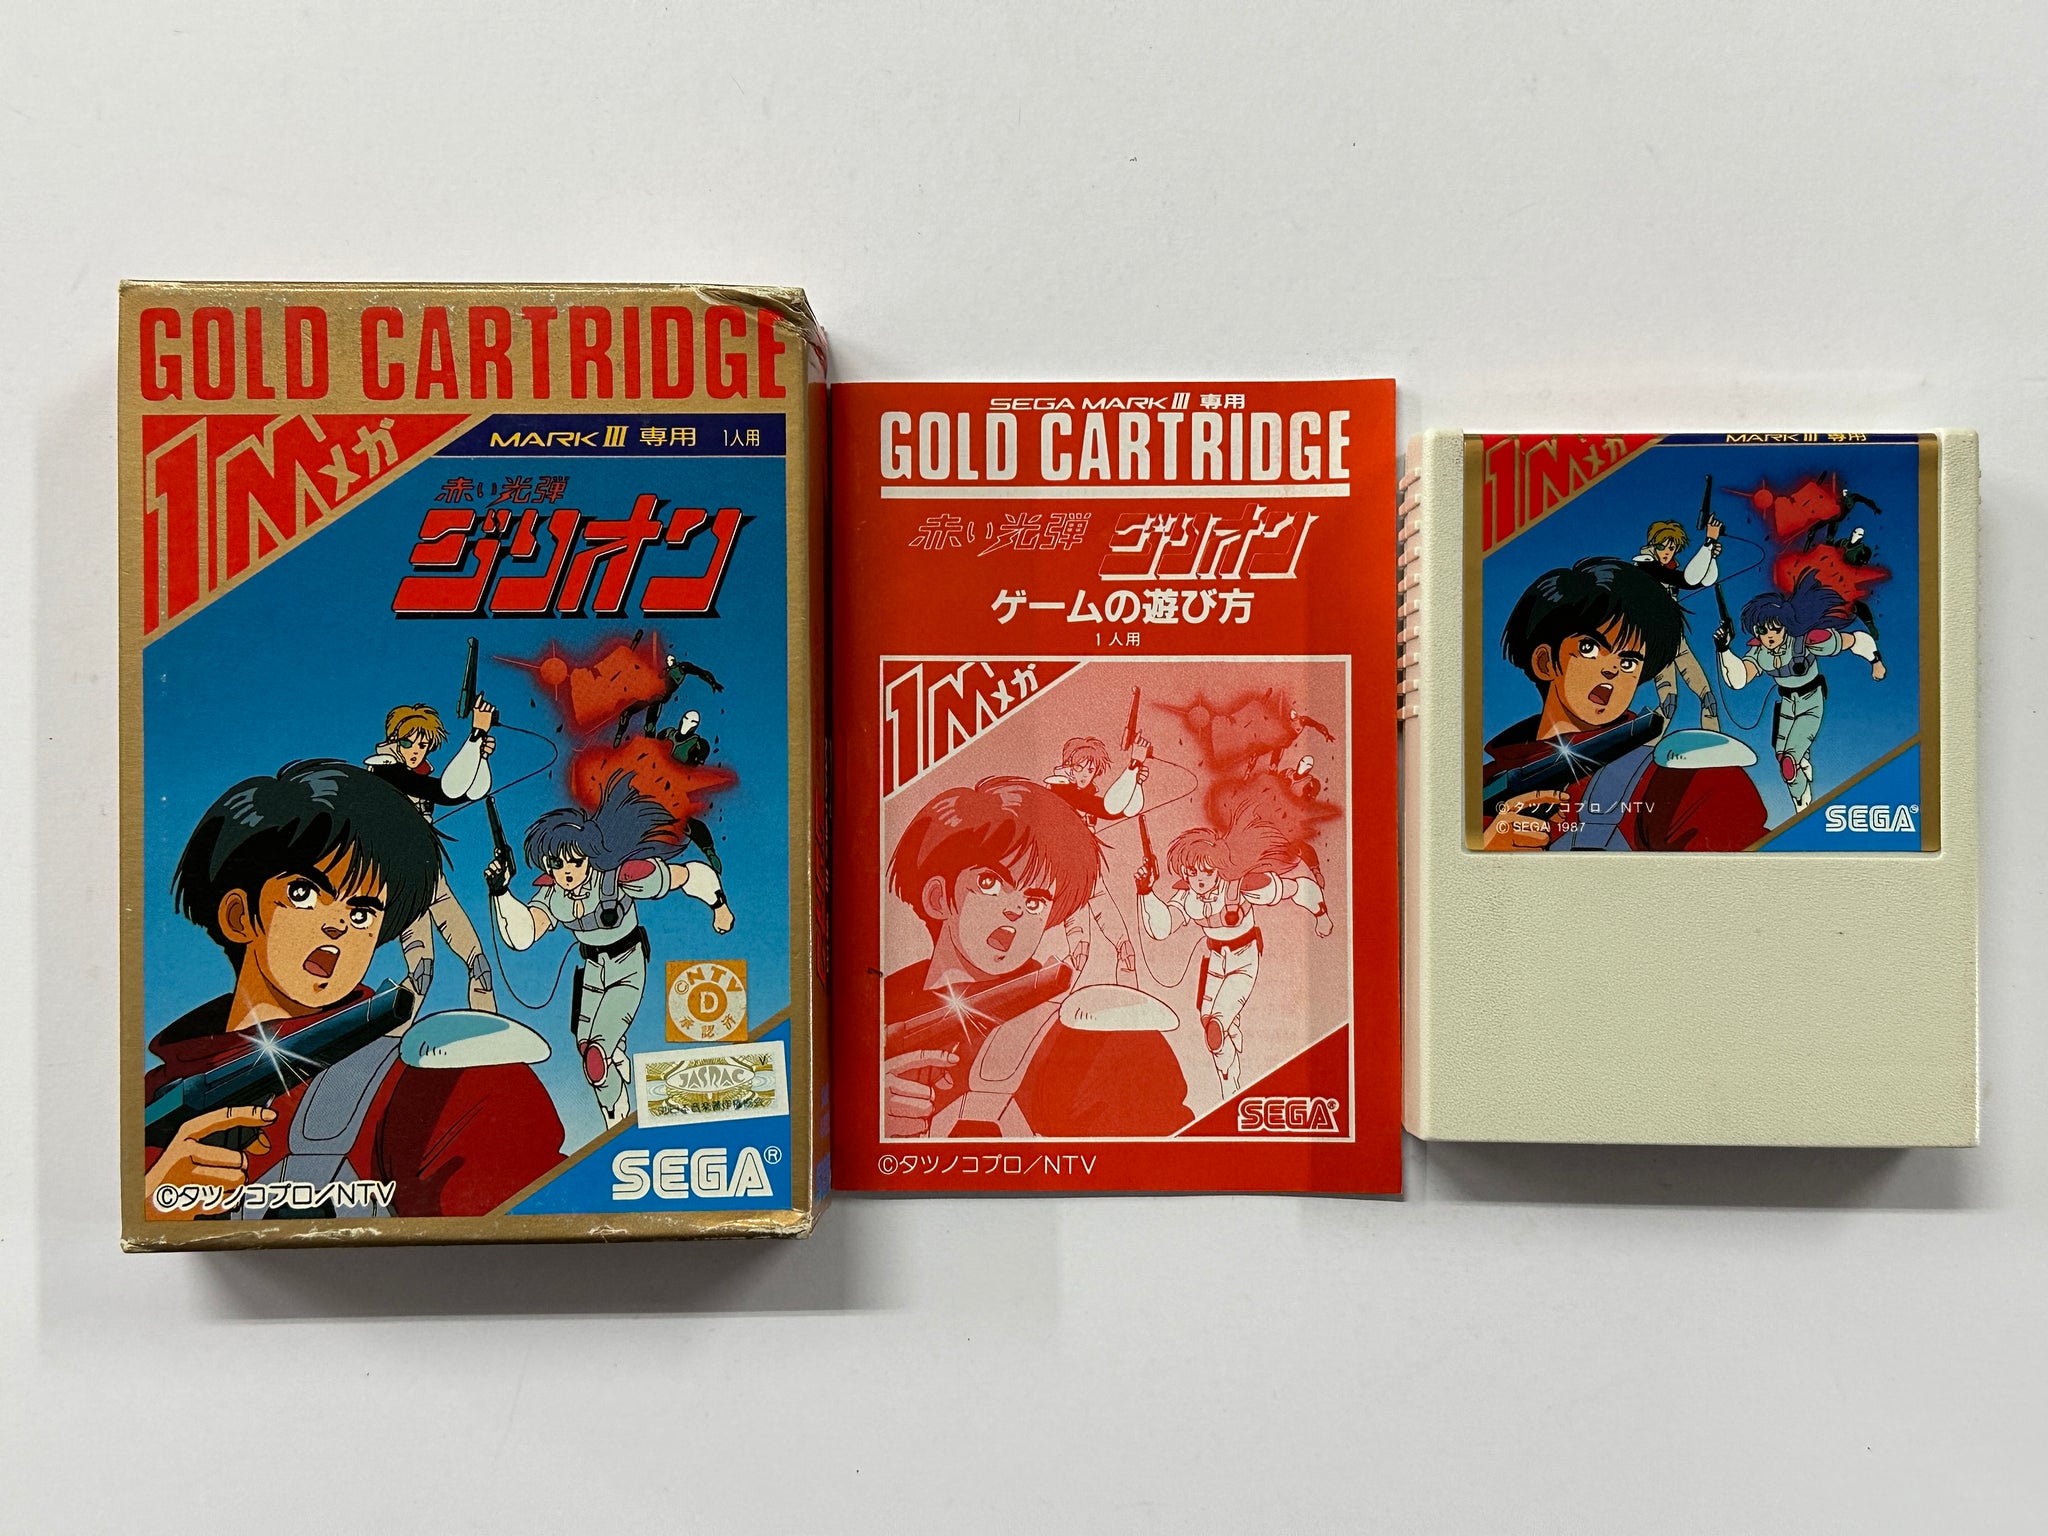 GOLD CARTRIDGE
1Mメガ
MARK III 専用 1人用
赤い光弾
ジリオン
©NTV
D
承認済
V
JASRAC
SEGA®
©タツノコプロ/NTV
SEGA MARK III 専用
GOLD CARTRIDGE
赤い光弾 ジリオン
ゲームの遊び方
1人用
1Mメガ
SEGA®
©タツノコプロ/NTV
1Mメガ
MARK III 専用
©タツノコプロ/NTV
©SEGA 1987
SEGA®